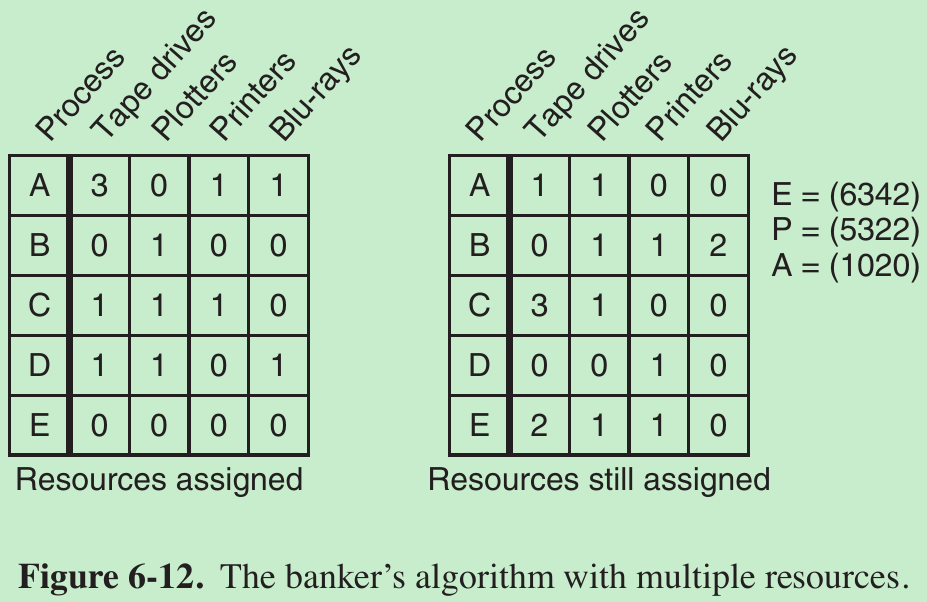 Process Tape drives Plotters Printers Blu-rays
A 3 0 1 1
B 0 1 0 0
C 1 1 1 0
D 1 1 0 1
E 0 0 0 0
Resources assigned
Process Tape drives Plotters Printers Blu-rays
A 1 1 0 0
B 0 1 1 2
C 3 1 0 0
D 0 0 1 0
E 2 1 1 0
Resources still assigned
E = (6342)
P = (5322)
A = (1020)
Figure 6-12. The banker’s algorithm with multiple resources.